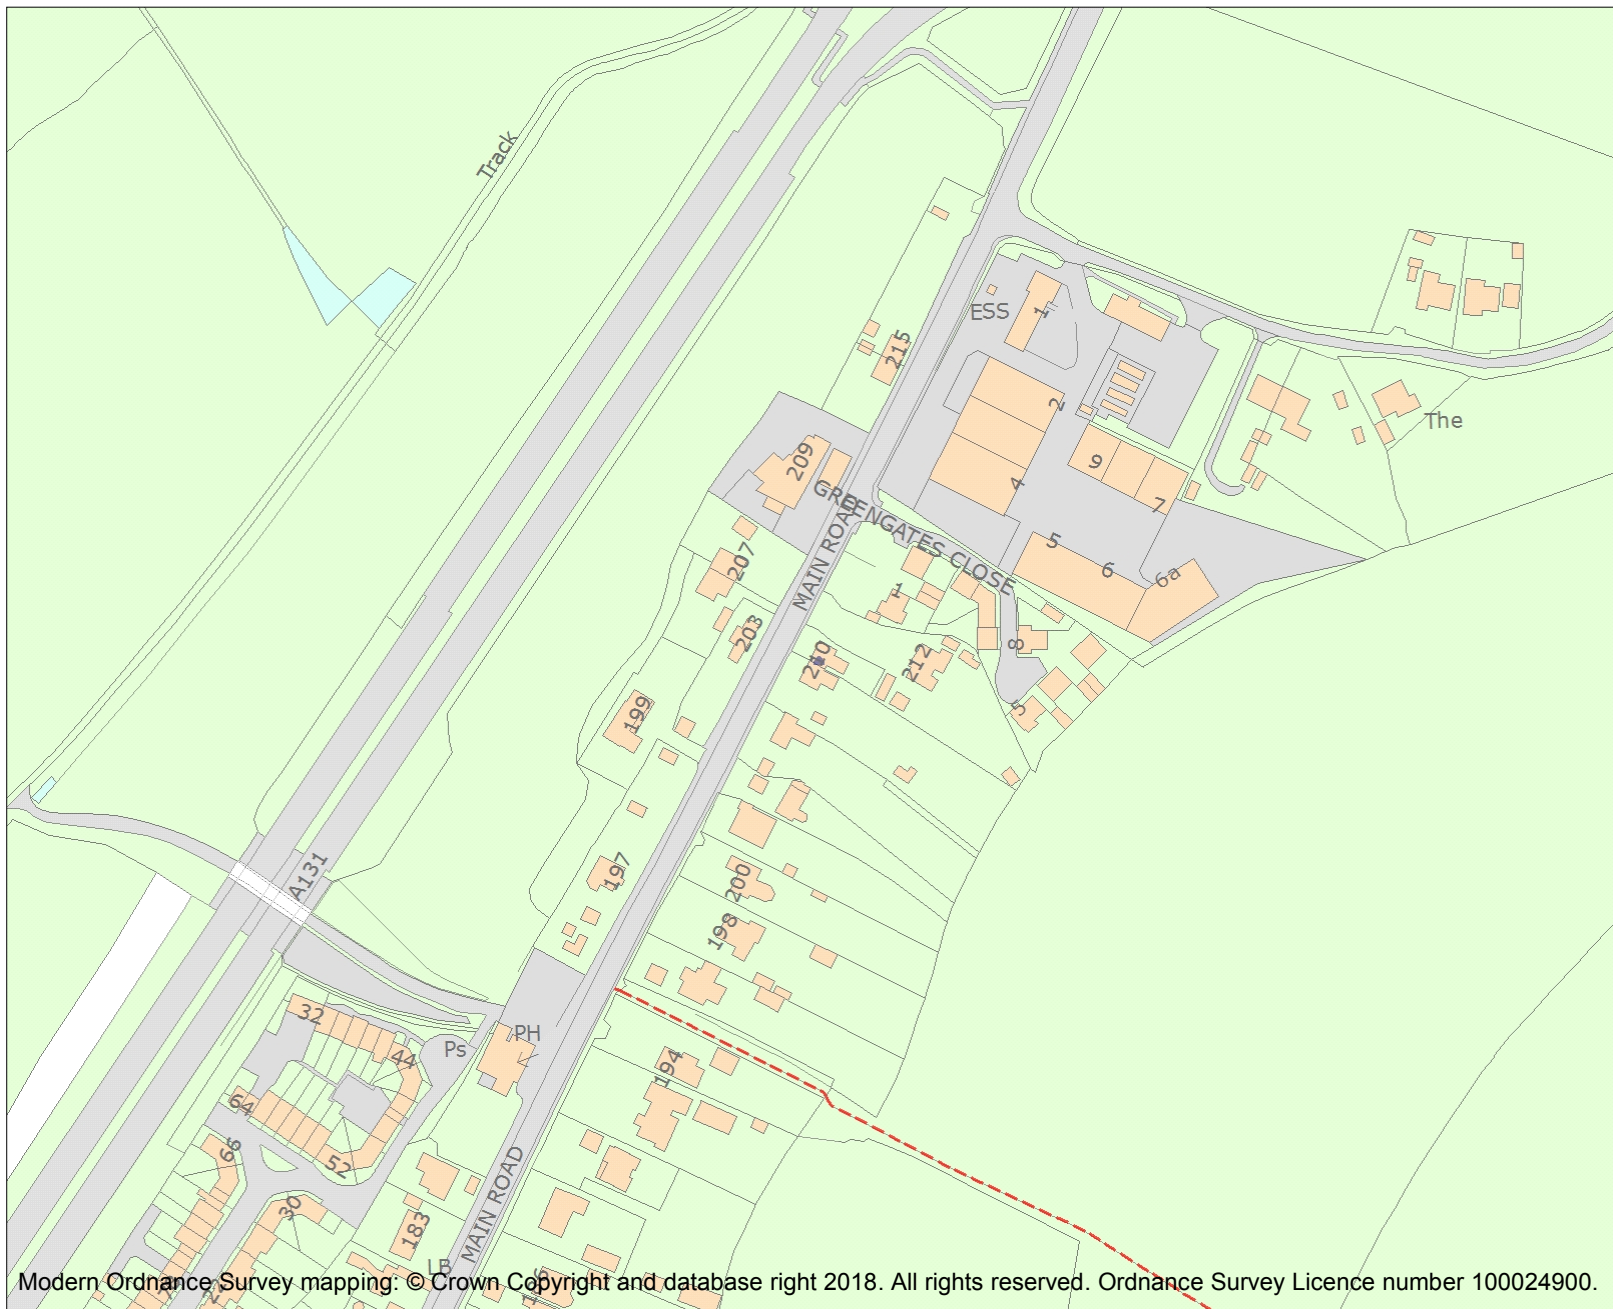 Track
ESS
1
215
2
The
209
9
4
7
GREENGATES CLOSE
MAIN ROAD
5
6
6a
207
1
203
8
210
212
199
5
197
A131
200
198
32
PH
Ps
44
194
64
66
52
MAIN ROAD
30
183
LB
Modern Ordnance Survey mapping: © Crown Copyright and database right 2018. All rights reserved. Ordnance Survey Licence number 100024900.